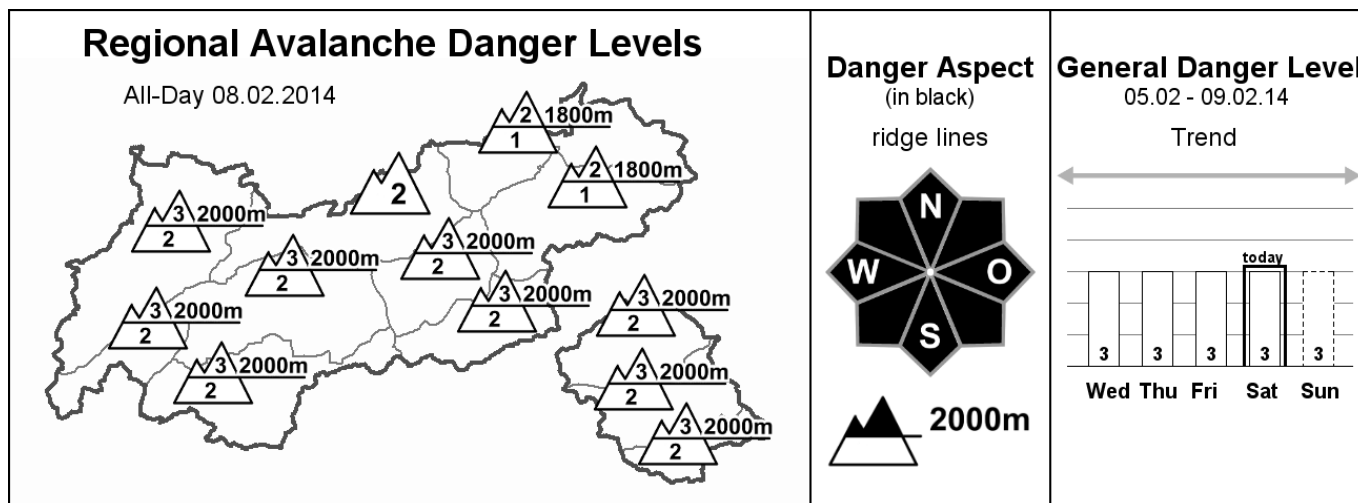 Regional Avalanche Danger Levels
All-Day 08.02.2014
2 1800m
1
2 1800m
1
2
3 2000m
2
3 2000m
2
3 2000m
2
3 2000m
2
3 2000m
2
3 2000m
2
3 2000m
2
3 2000m
2
3 2000m
2
3 2000m
2
Danger Aspect
(in black)
ridge lines
N
W O
S
2000m
General Danger Level
05.02 - 09.02.14
Trend
today
3 3 3 3 3
Wed Thu Fri Sat Sun